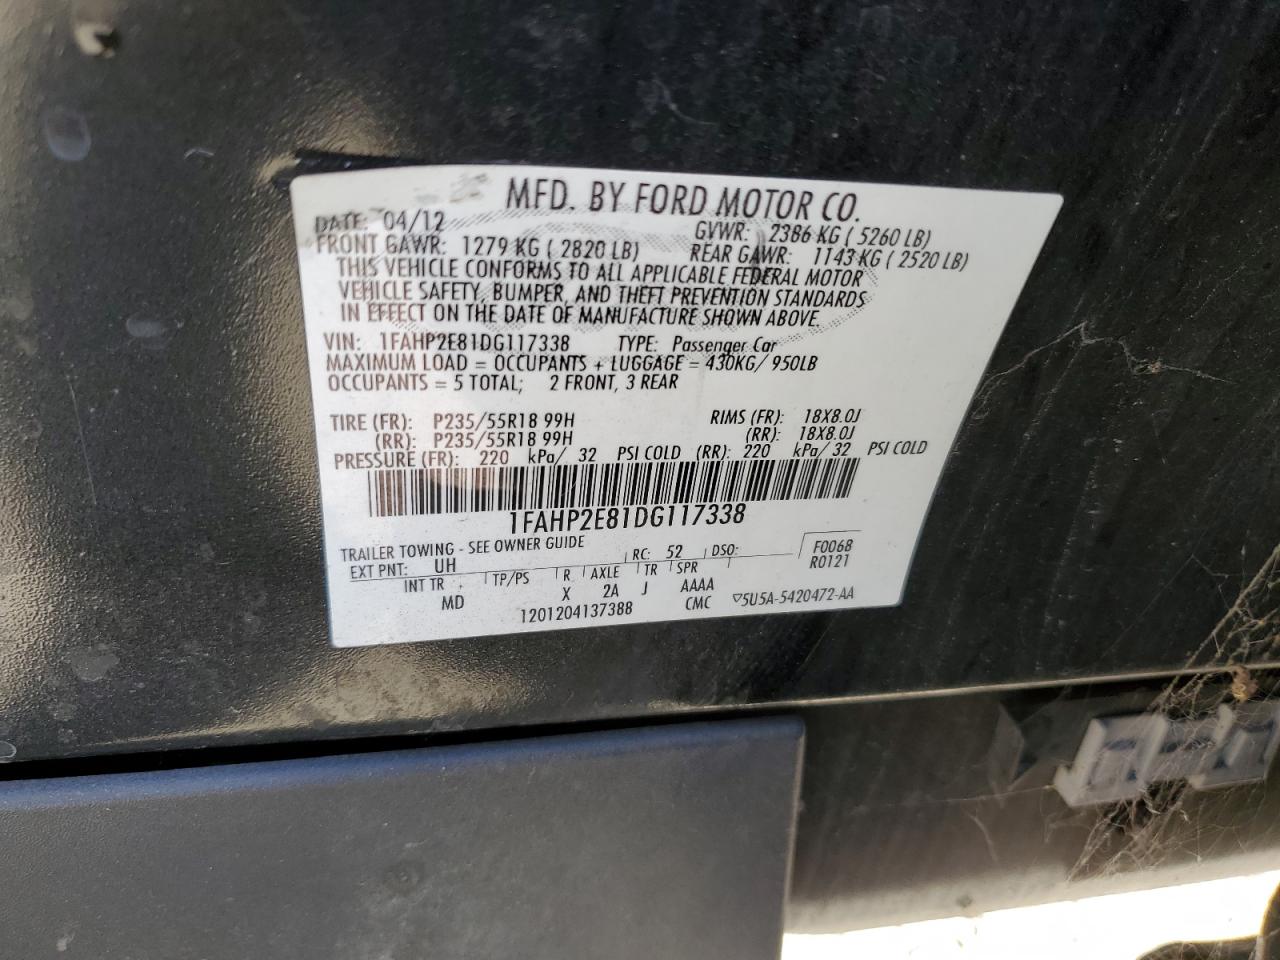 MFD. BY FORD MOTOR CO.
DATE: 04/12 GVWR: 2386 KG ( 5260 LB)
FRONT GAWR: 1279 KG ( 2820 LB) REAR GAWR: 1143 KG ( 2520 LB)
THIS VEHICLE CONFORMS TO ALL APPLICABLE FEDERAL MOTOR
VEHICLE SAFETY, BUMPER, AND THEFT PREVENTION STANDARDS
IN EFFECT ON THE DATE OF MANUFACTURE SHOWN ABOVE.
VIN: 1FAHP2E81DG117338 TYPE: Passenger Car
MAXIMUM LOAD = OCCUPANTS + LUGGAGE = 430KG/ 950LB
OCCUPANTS = 5 TOTAL; 2 FRONT, 3 REAR
TIRE (FR): P235/55R18 99H RIMS (FR): 18X8.0J
(RR): P235/55R18 99H (RR): 18X8.0J
PRESSURE (FR): 220 kPa/ 32 PSI COLD (RR): 220 kPa/ 32 PSI COLD
1FAHP2E81DG117338
TRAILER TOWING - SEE OWNER GUIDE
F0068
EXT PNT: UH RC: 52 DSO:
R0121
INT TR TP/PS R AXLE TR SPR
MD X 2A J AAAA
1201204137388 CMC ▽5U5A-5420472-AA